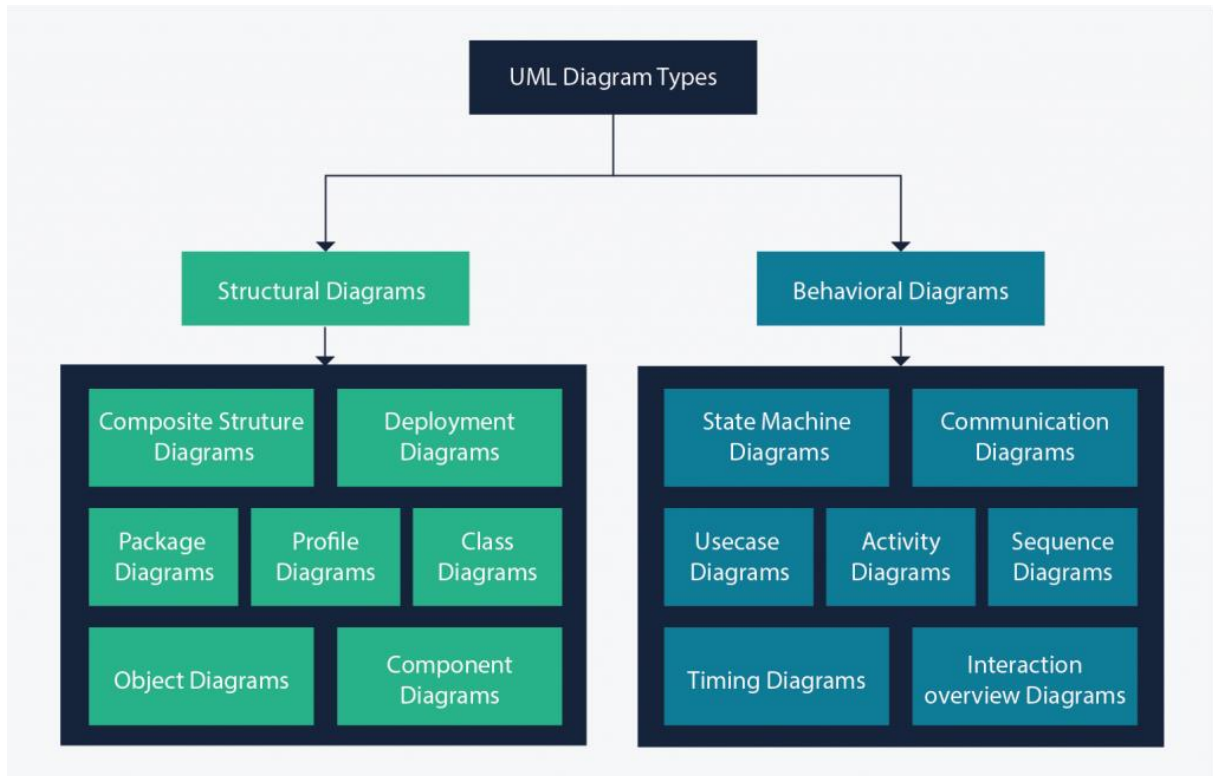 UML Diagram Types
Structural Diagrams
Behavioral Diagrams
Composite Struture
Diagrams
Deployment
Diagrams
Package
Diagrams
Profile
Diagrams
Class
Diagrams
Object Diagrams
Component
Diagrams
State Machine
Diagrams
Communication
Diagrams
Usecase
Diagrams
Activity
Diagrams
Sequence
Diagrams
Timing Diagrams
Interaction
overview Diagrams